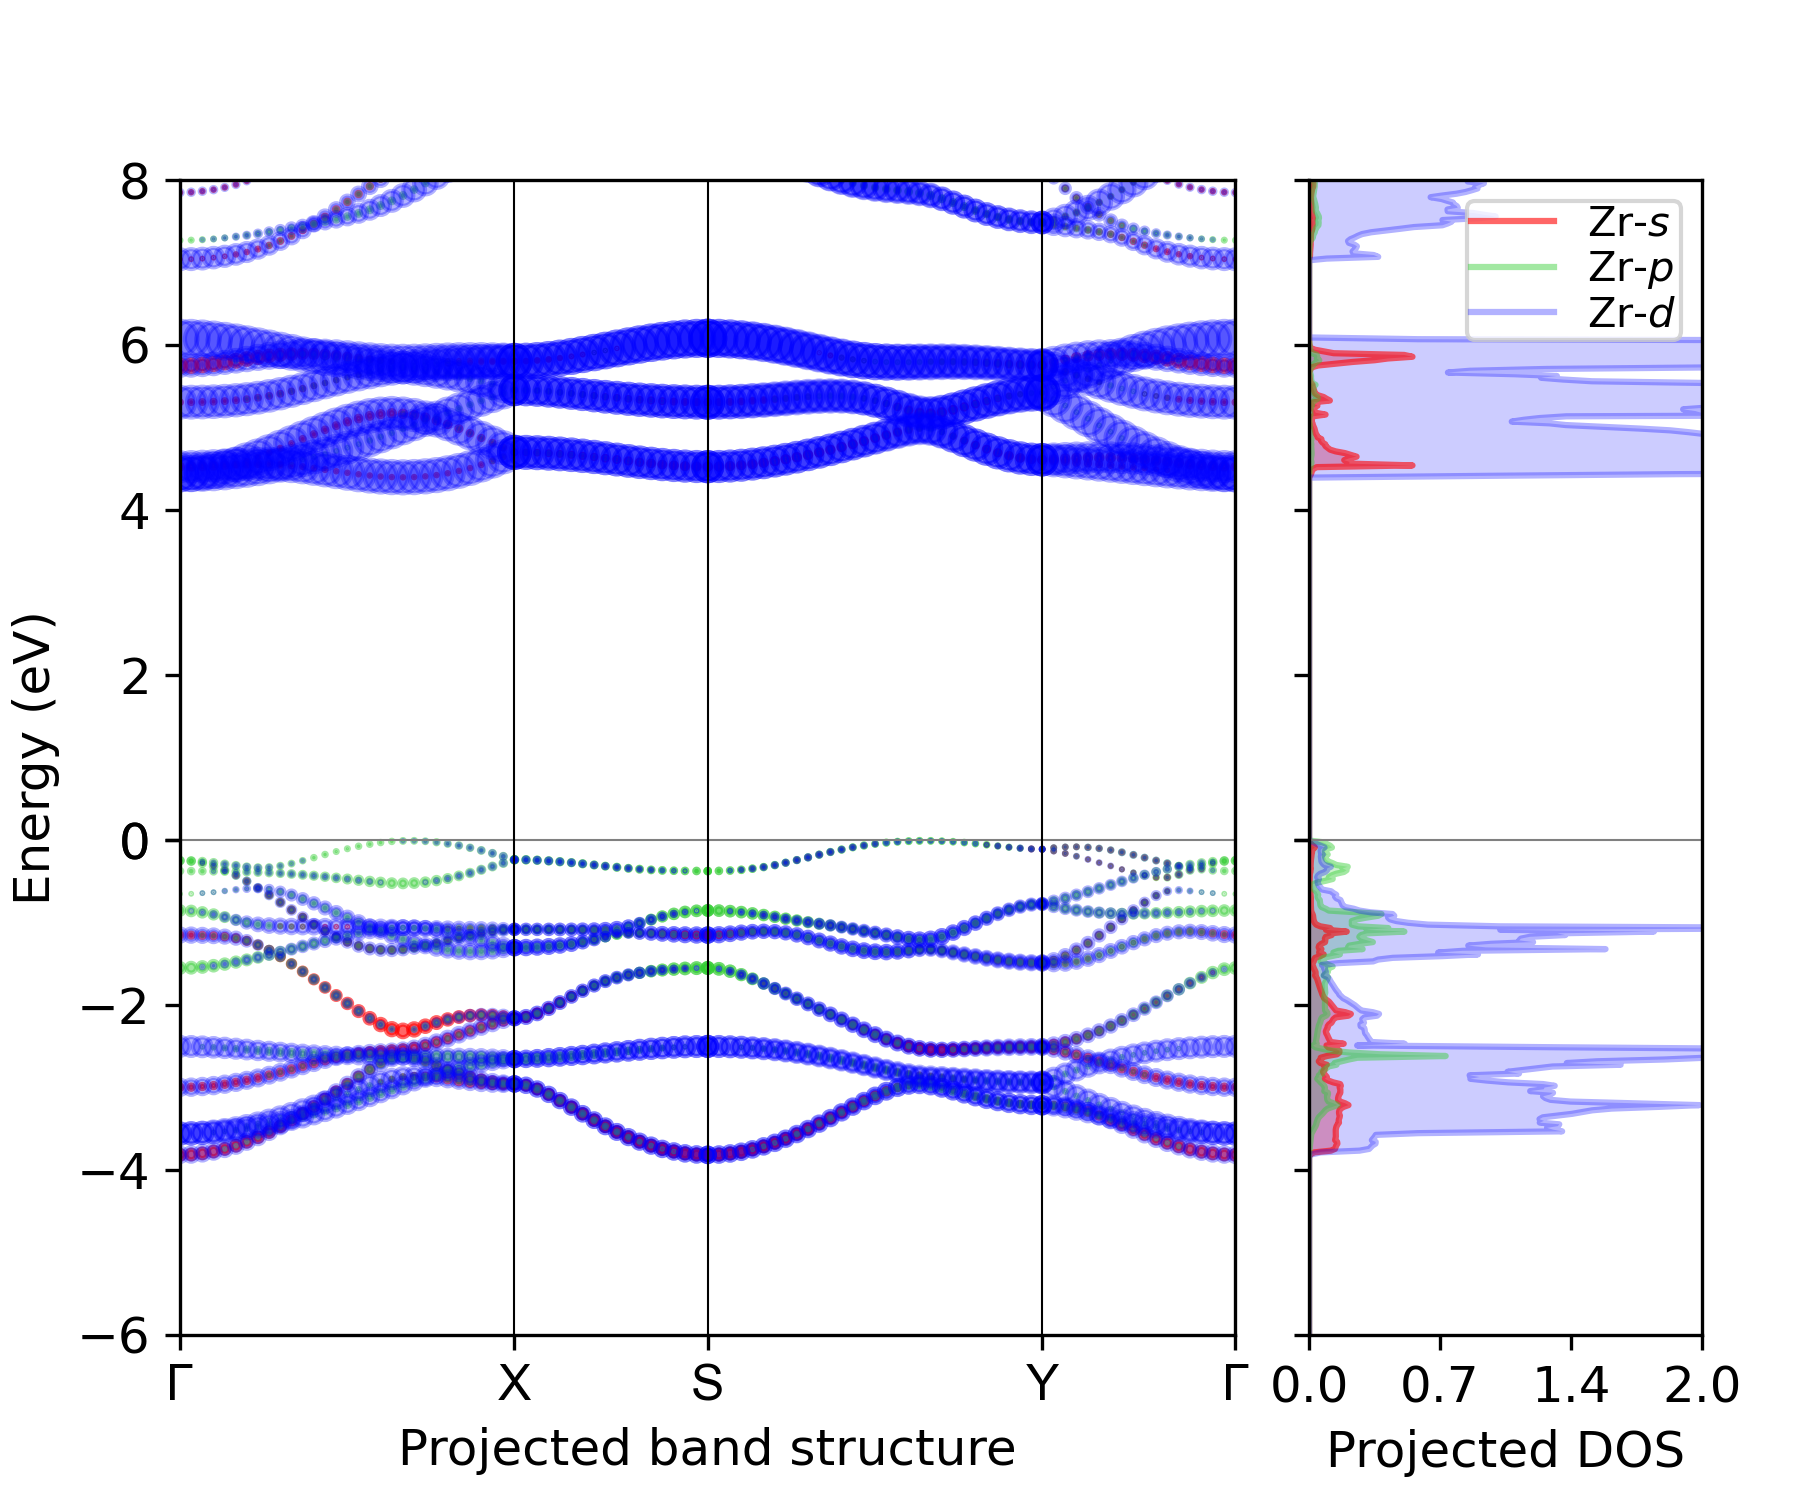 8
6
4
2
0
−2
−4
−6
Energy (eV)
Γ X S Y Γ
Projected band structure
Zr-s
Zr-p
Zr-d
0.0 0.7 1.4 2.0
Projected DOS